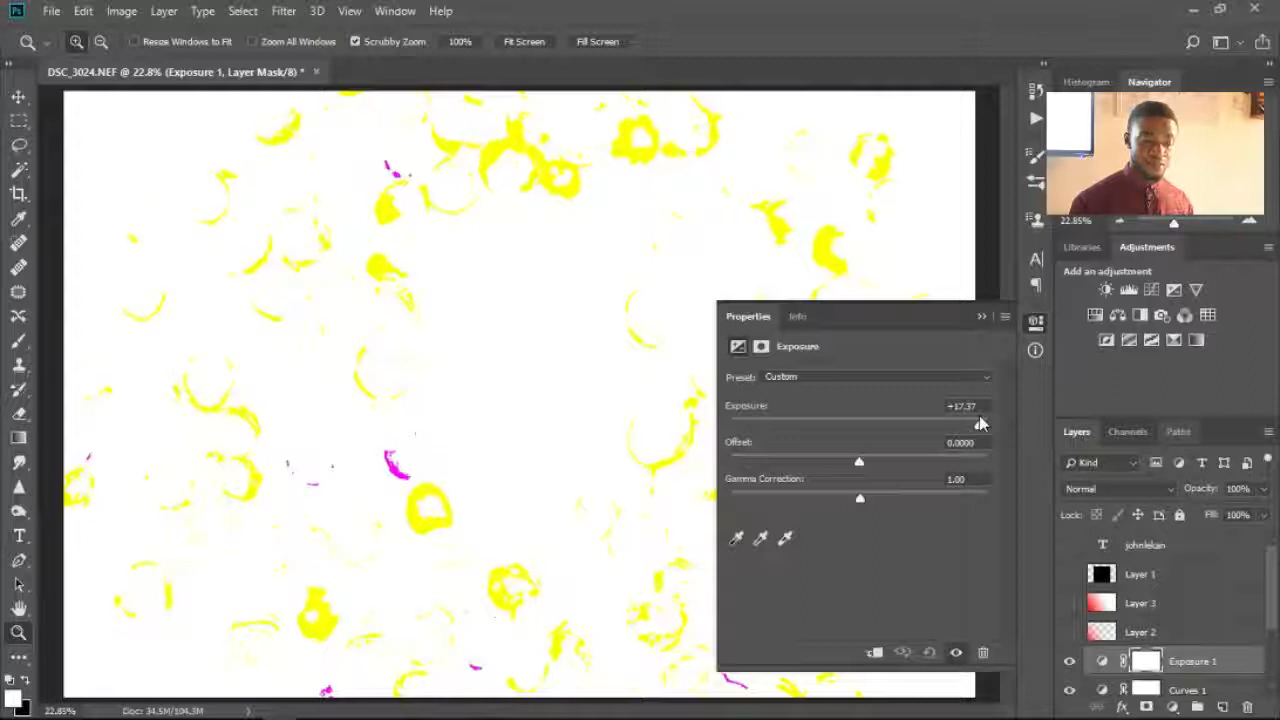 Ps File Edit Image Layer Type Select Filter 3D View Window Help
Resize Windows to Fit Zoom All Windows Scrubby Zoom 100% Fit Screen Fill Screen
DSC_3024.NEF @ 22.8% (Exposure 1, Layer Mask/8) *
Histogram Navigator
22.85%
Libraries Adjustments
Add an adjustment
Properties Info
Exposure
Preset: Custom
Exposure: +17.37
Offset: 0.0000
Gamma Correction: 1.00
Layers Channels Paths
Kind
Normal Opacity: 100%
Lock: Fill: 100%
T johnlekan
Layer 1
Layer 3
Layer 2
Exposure 1
Curves 1
22.85% Doc: 34.5M/104.3M